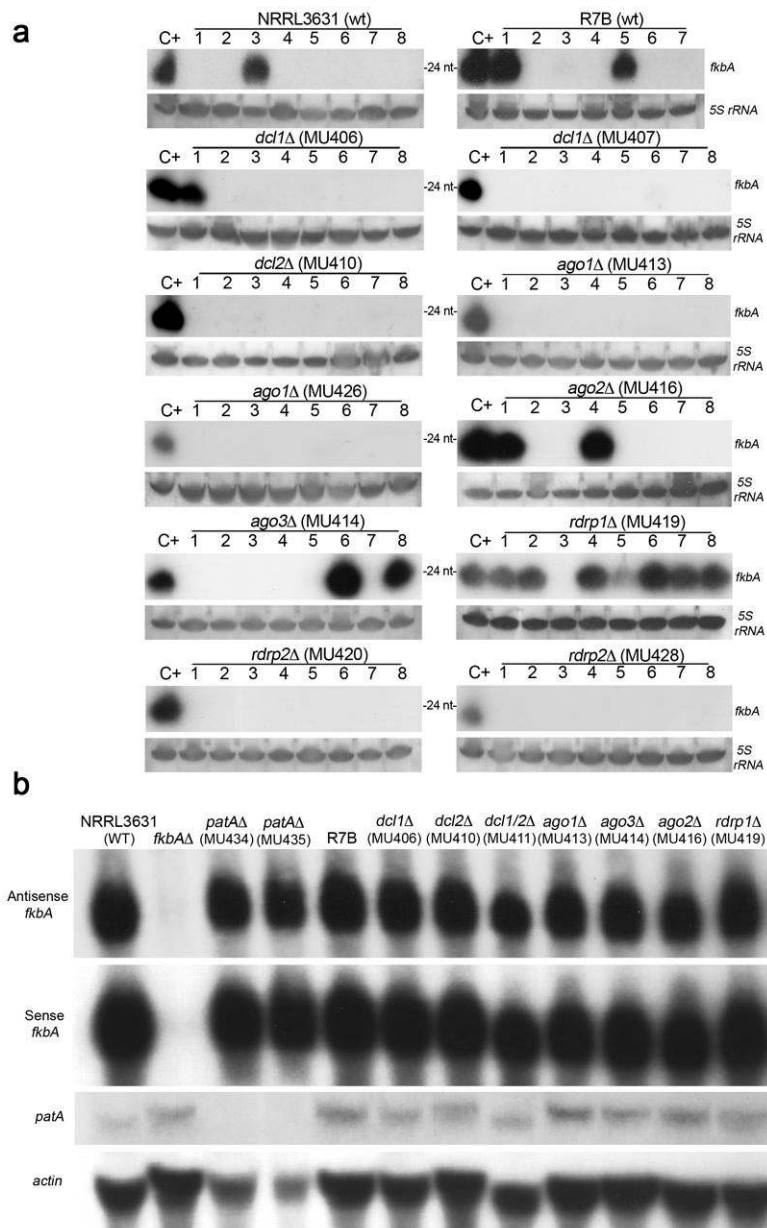 a
NRRL3631 (wt)
C+ 1 2 3 4 5 6 7 8
-24 nt-
R7B (wt)
C+ 1 2 3 4 5 6 7
fkbA
5S rRNA
dcl1Δ (MU406)
C+ 1 2 3 4 5 6 7 8
-24 nt-
dcl1Δ (MU407)
C+ 1 2 3 4 5 6 7 8
fkbA
5S
rRNA
dcl2Δ (MU410)
C+ 1 2 3 4 5 6 7 8
-24 nt-
ago1Δ (MU413)
C+ 1 2 3 4 5 6 7 8
fkbA
5S
rRNA
ago1Δ (MU426)
C+ 1 2 3 4 5 6 7 8
-24 nt-
ago2Δ (MU416)
C+ 1 2 3 4 5 6 7 8
fkbA
5S
rRNA
ago3Δ (MU414)
C+ 1 2 3 4 5 6 7 8
-24 nt-
rdrp1Δ (MU419)
C+ 1 2 3 4 5 6 7 8
fkbA
5S
rRNA
rdrp2Δ (MU420)
C+ 1 2 3 4 5 6 7 8
-24 nt-
rdrp2Δ (MU428)
C+ 1 2 3 4 5 6 7 8
fkbA
5S
rRNA
b
NRRL3631 patAΔ patAΔ dcl1Δ dcl2Δ dcl1/2Δ ago1Δ ago3Δ ago2Δ rdrp1Δ
(WT) fkbAΔ (MU434) (MU435) R7B (MU406) (MU410) (MU411) (MU413) (MU414) (MU416) (MU419)
Antisense
fkbA
Sense
fkbA
patA
actin